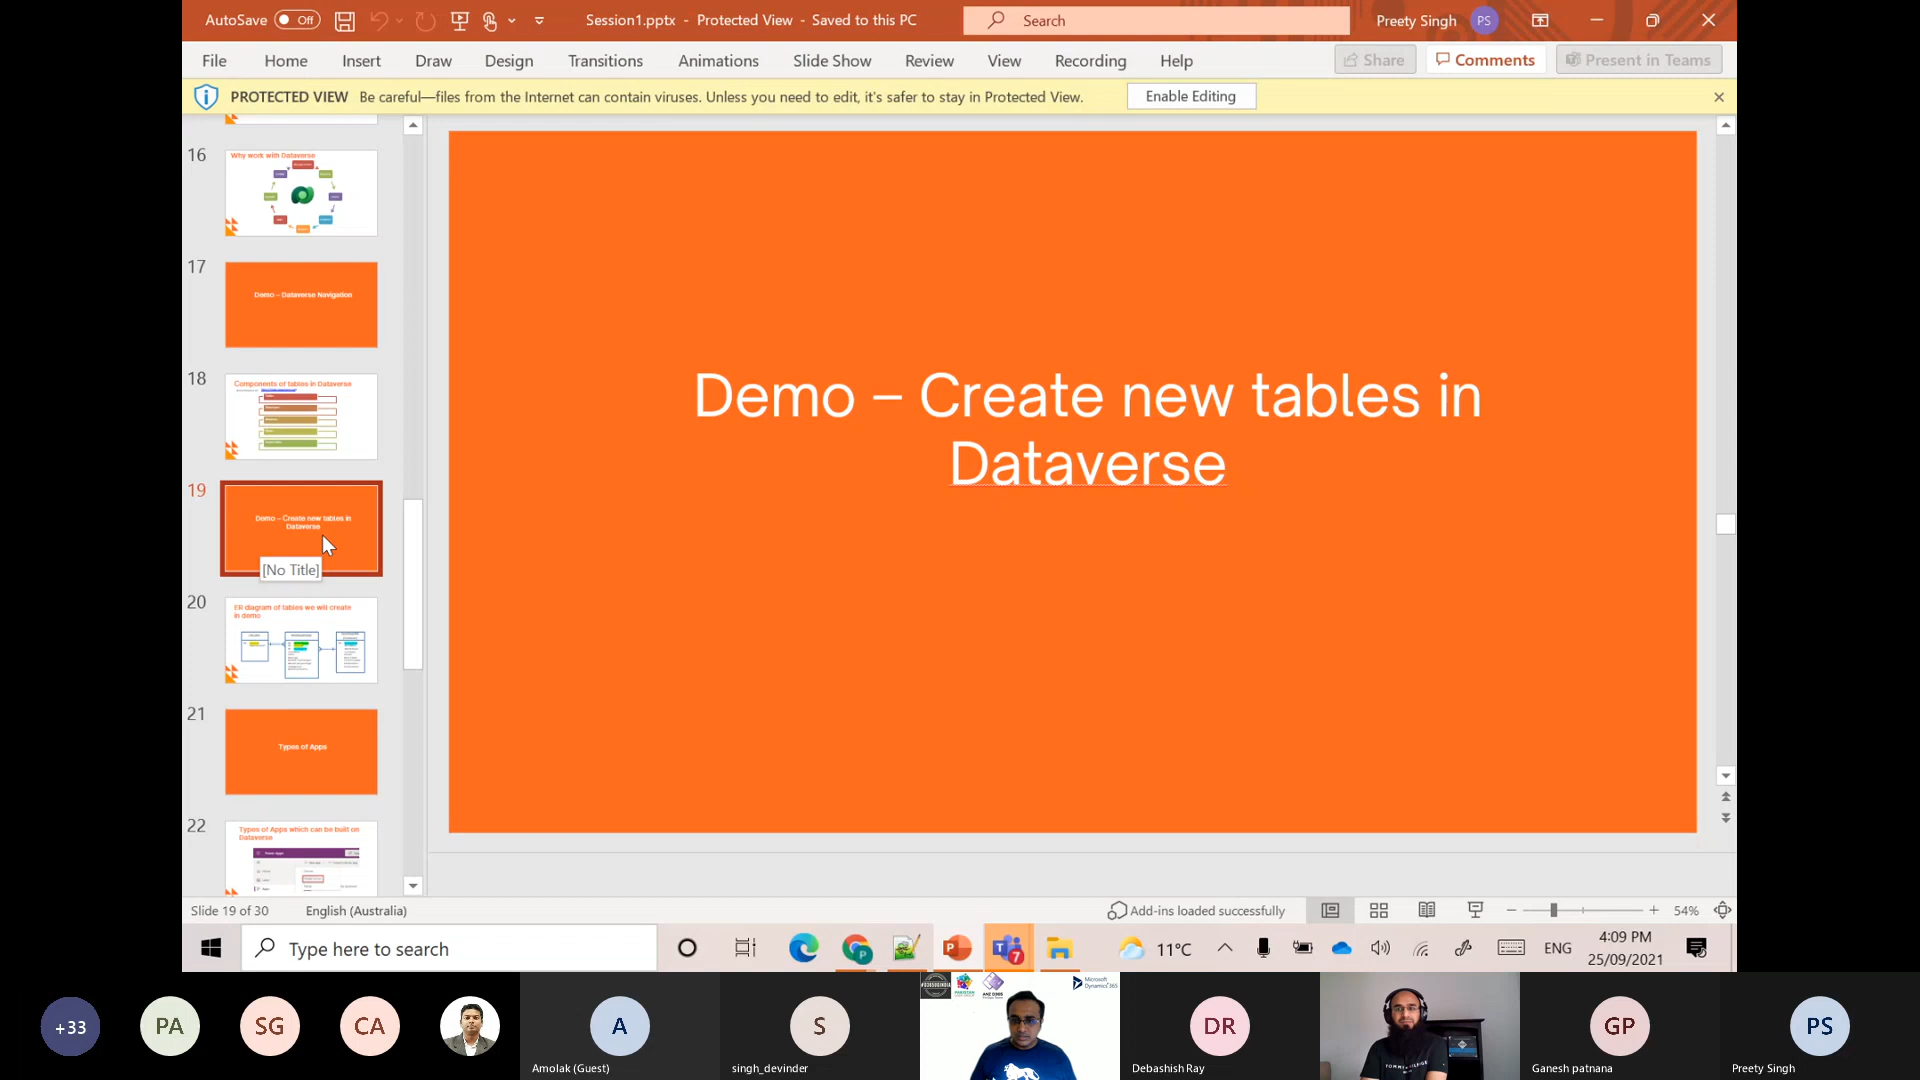 AutoSave Off
Session1.pptx - Protected View - Saved to this PC
Search
Preety Singh PS
File Home Insert Draw Design Transitions Animations Slide Show Review View Recording Help
Share Comments Present in Teams
PROTECTED VIEW Be careful—files from the Internet can contain viruses. Unless you need to edit, it's safer to stay in Protected View.
Enable Editing
16
Why work with Dataverse
17
Demo – Dataverse Navigation
18
Components of tables in Dataverse
19
Demo – Create new tables in
Dataverse
[No Title]
20
ER diagram of tables we will create
in demo
21
Types of Apps
22
Types of Apps which can be built on
Dataverse
Demo – Create new tables in
Dataverse
Slide 19 of 30
English (Australia)
Add-ins loaded successfully
54%
Type here to search
7
11°C
ENG
4:09 PM
25/09/2021
+33
PA
SG
CA
A
Amolak (Guest)
S
singh_devinder
Microsoft
Dynamics 365
DR
Debashish Ray
GP
Ganesh patnana
PS
Preety Singh